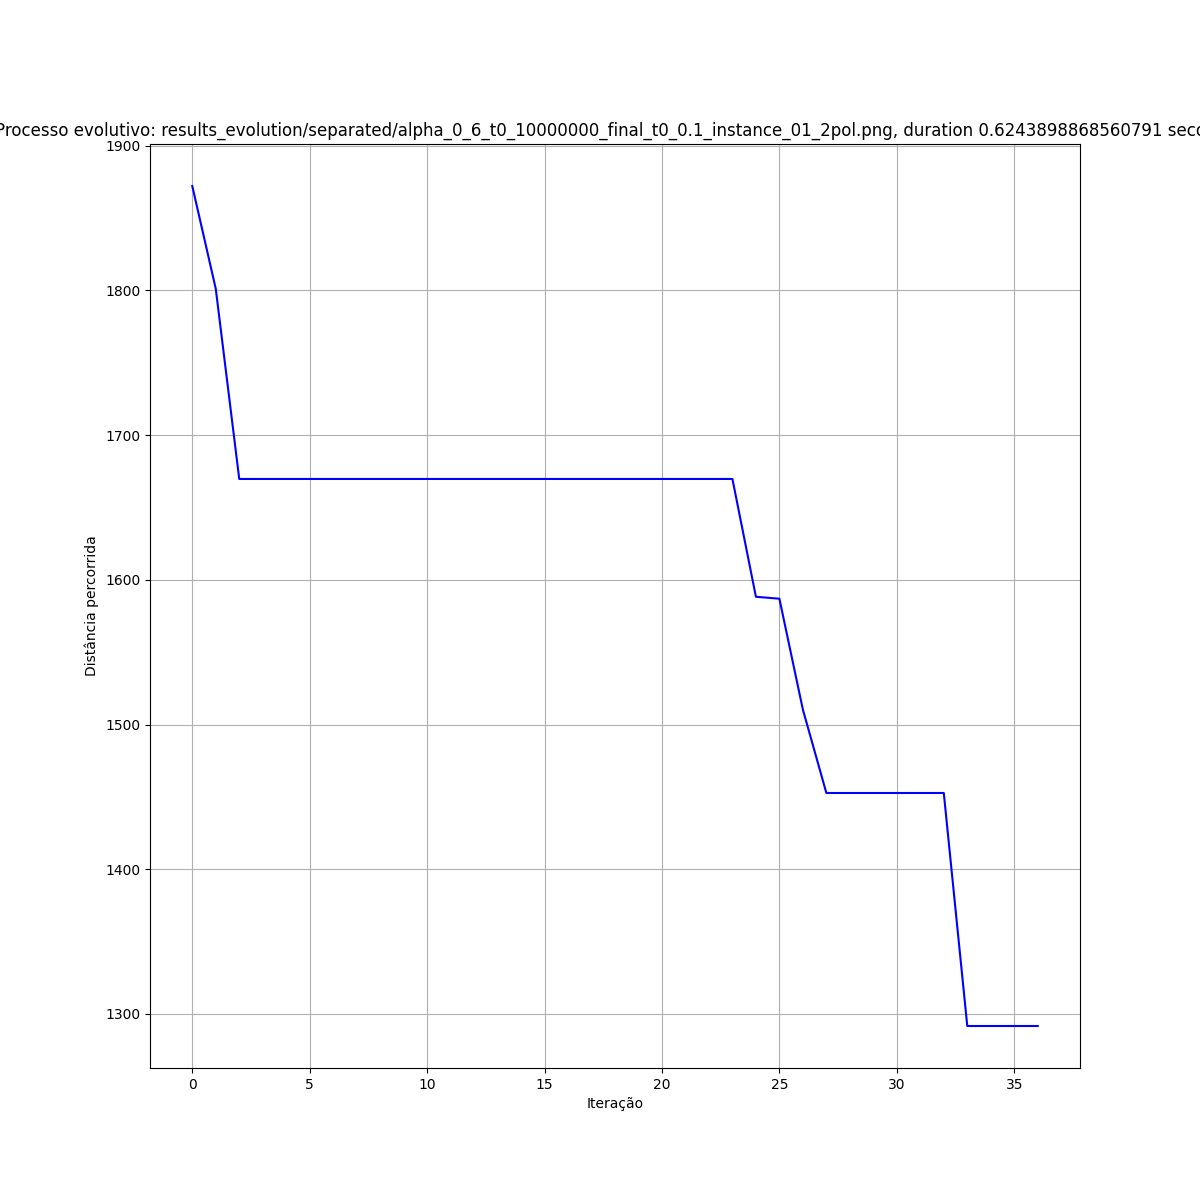 Processo evolutivo: results_evolution/separated/alpha_0_6_t0_10000000_final_t0_0.1_instance_01_2pol.png, duration 0.6243898868560791
1900
1800
1700
1600
1500
1400
1300
Distância percorrida
0 5 10 15 20 25 30 35
Iteração